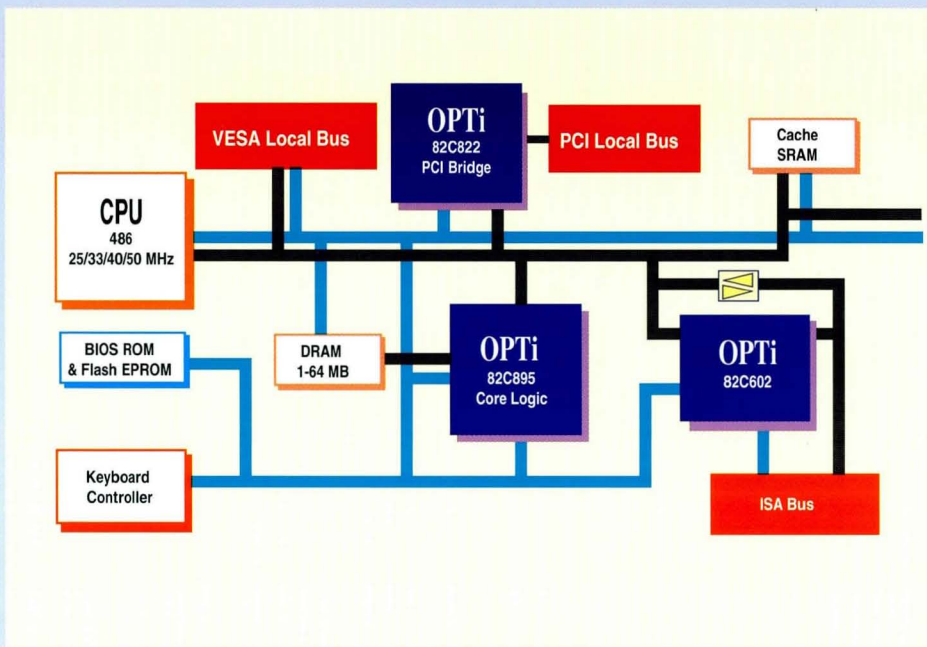 OPTi
82C822
PCI Bridge
VESA Local Bus
PCI Local Bus
Cache
SRAM
CPU
486
25/33/40/50 MHz
BIOS ROM
& Flash EPROM
DRAM
1-64 MB
OPTi
82C895
Core Logic
OPTi
82C602
Keyboard
Controller
ISA Bus